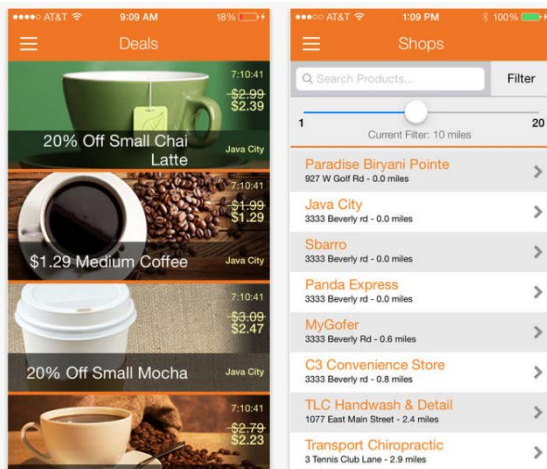 AT&T 9:09 AM 18%
Deals
7:10:41
$2.99
$2.39
20% Off Small Chai
Latte
Java City
7:10:41
$1.99
$1.29
$1.29 Medium Coffee
Java City
7:10:41
$3.09
$2.47
20% Off Small Mocha
Java City
7:10:41
$2.79
$2.23
AT&T 1:09 PM 100%
Shops
Search Products...
Filter
1
20
Current Filter: 10 miles
Paradise Biryani Pointe
927 W Golf Rd - 0.0 miles
Java City
3333 Beverly rd - 0.0 miles
Sbarro
3333 Beverly rd - 0.0 miles
Panda Express
3333 Beverly rd - 0.0 miles
MyGofer
3333 Beverly Rd - 0.6 miles
C3 Convenience Store
3333 Beverly rd - 0.8 miles
TLC Handwash & Detail
1077 East Main Street - 2.4 miles
Transport Chiropractic
3 Tennis Club Lane - 2.9 miles